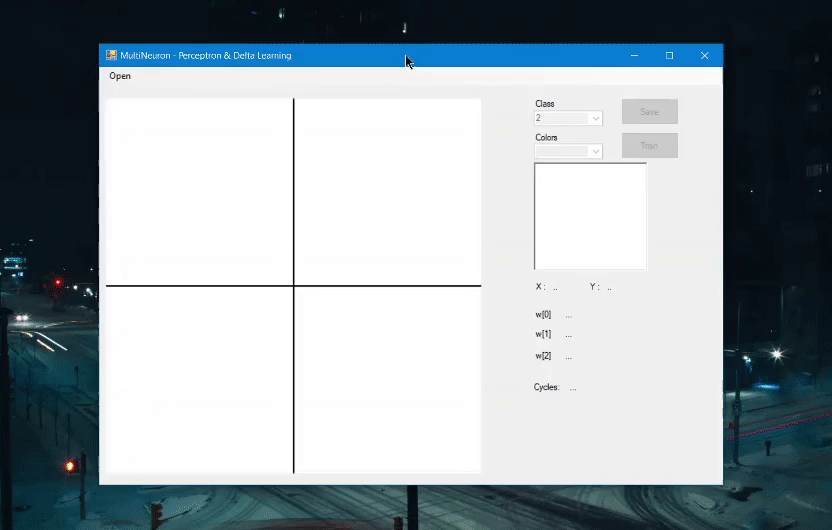 MultiNeuron - Perceptron & Delta Learning
Open
Class
2
Save
Colors
Train
X : ..
Y : ..
w[0] ...
w[1] ...
w[2] ...
Cycles: ...